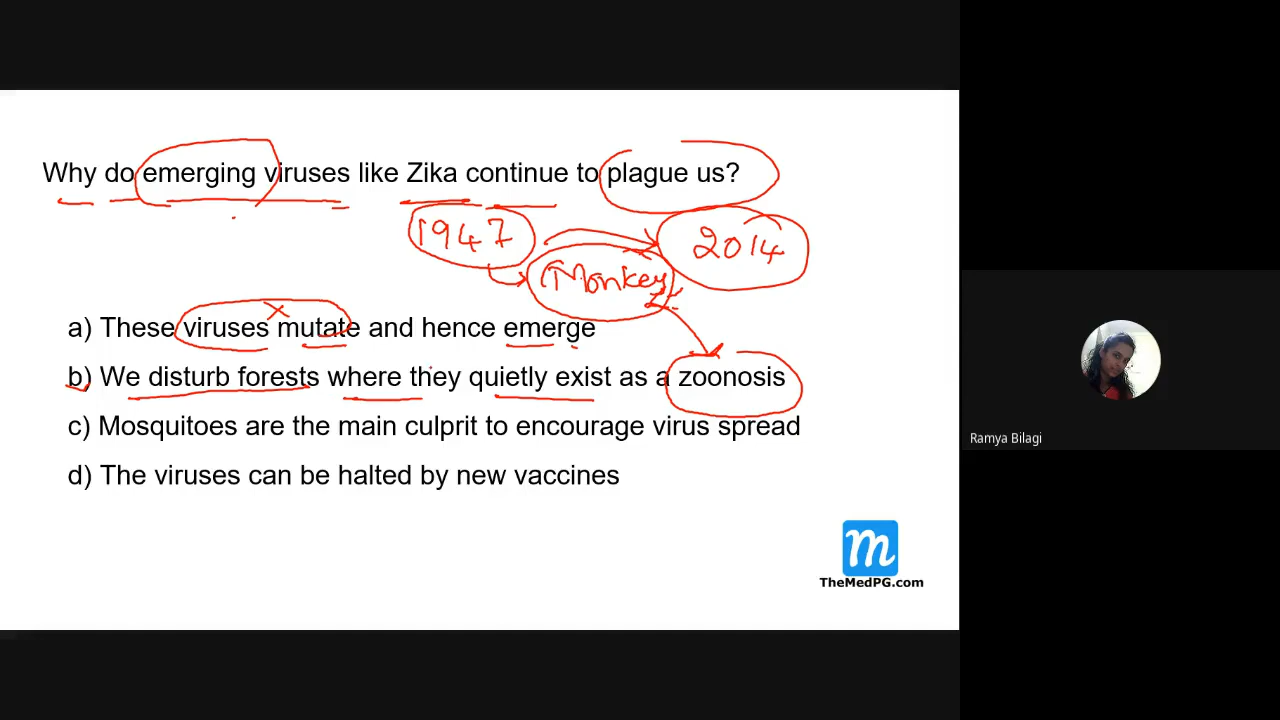 Why do emerging viruses like Zika continue to plague us?
1947 2014
Monkey
a) These viruses mutate and hence emerge
b) We disturb forests where they quietly exist as a zoonosis
c) Mosquitoes are the main culprit to encourage virus spread
d) The viruses can be halted by new vaccines
Ramya Bilagi
m
TheMedPG.com